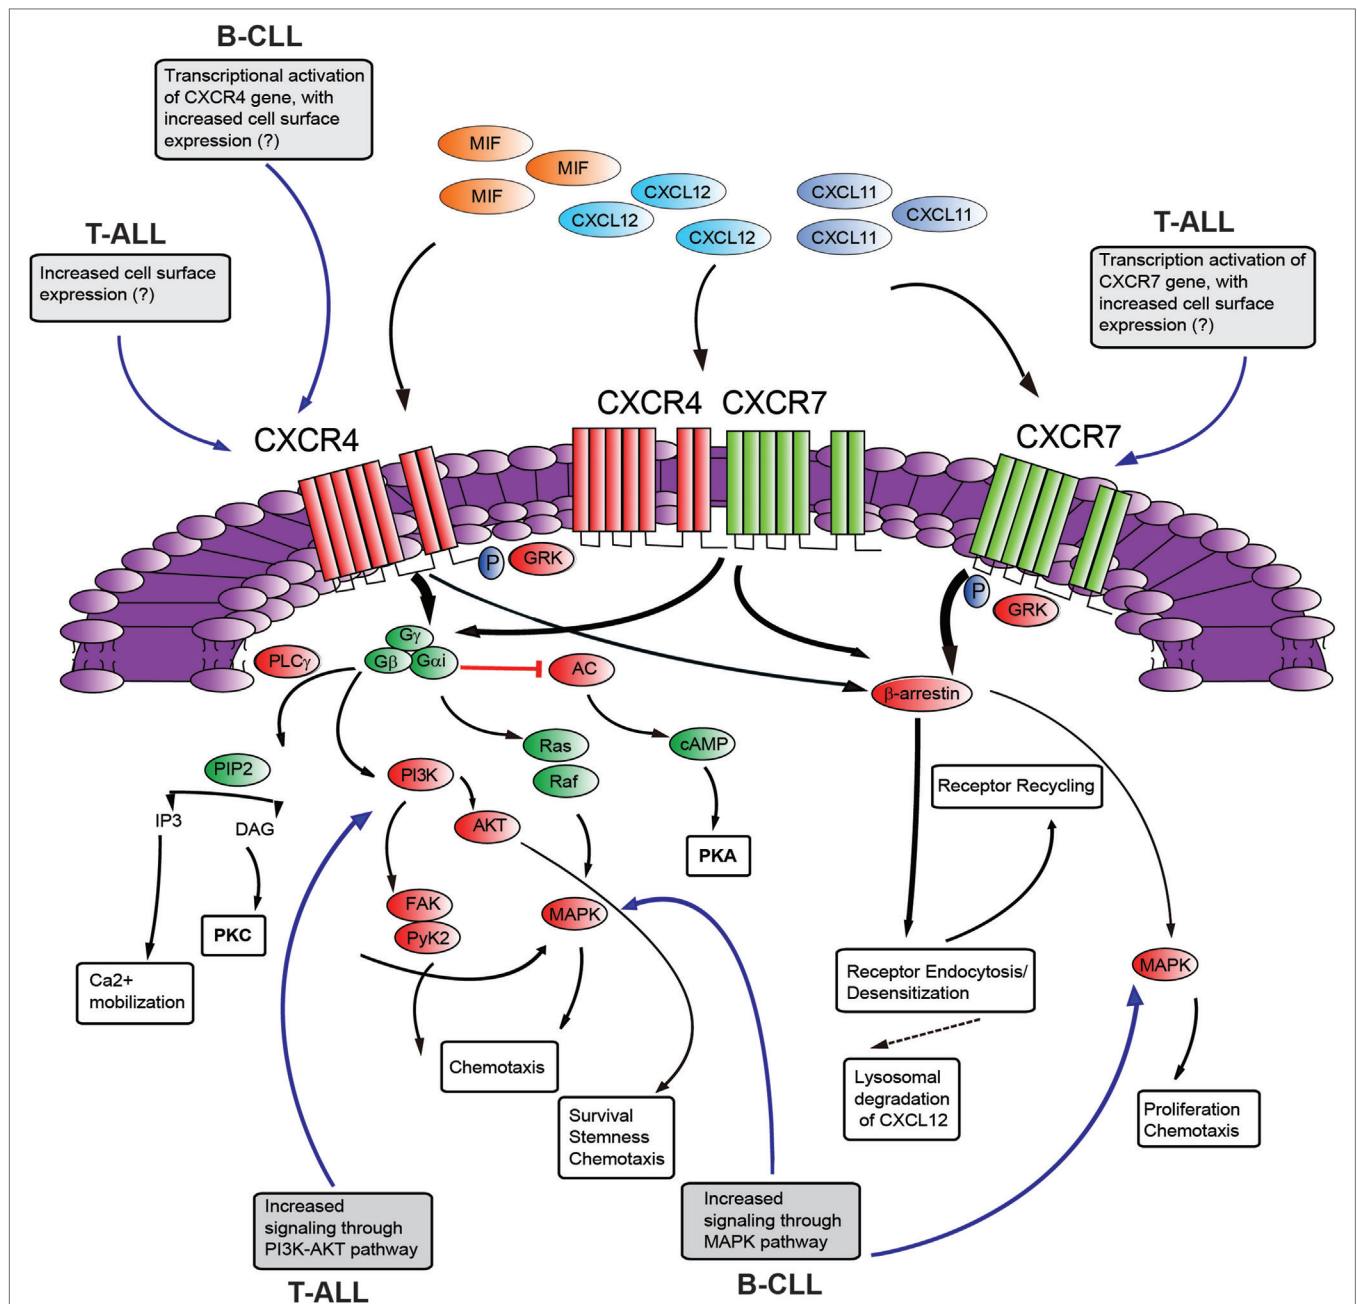 B-CLL
Transcriptional activation
of CXCR4 gene, with
increased cell surface
expression (?)
T-ALL
Increased cell surface
expression (?)
MIF
MIF
MIF
CXCL12
CXCL12
CXCL12
CXCL11
CXCL11
CXCL11
T-ALL
Transcription activation of
CXCR7 gene, with
increased cell surface
expression (?)
CXCR4
CXCR4 CXCR7
CXCR7
P
GRK
P
GRK
Gγ
Gβ
Gαi
PLCγ
AC
β-arrestin
PIP2
PI3K
Ras
Raf
cAMP
Receptor Recycling
IP3
DAG
AKT
PKA
PKC
FAK
PyK2
MAPK
Ca2+
mobilization
Receptor Endocytosis/
Desensitization
MAPK
Chemotaxis
Survival
Stemness
Chemotaxis
Lysosomal
degradation
of CXCL12
Proliferation
Chemotaxis
Increased
signaling through
PI3K-AKT pathway
T-ALL
Increased
signaling through
MAPK pathway
B-CLL